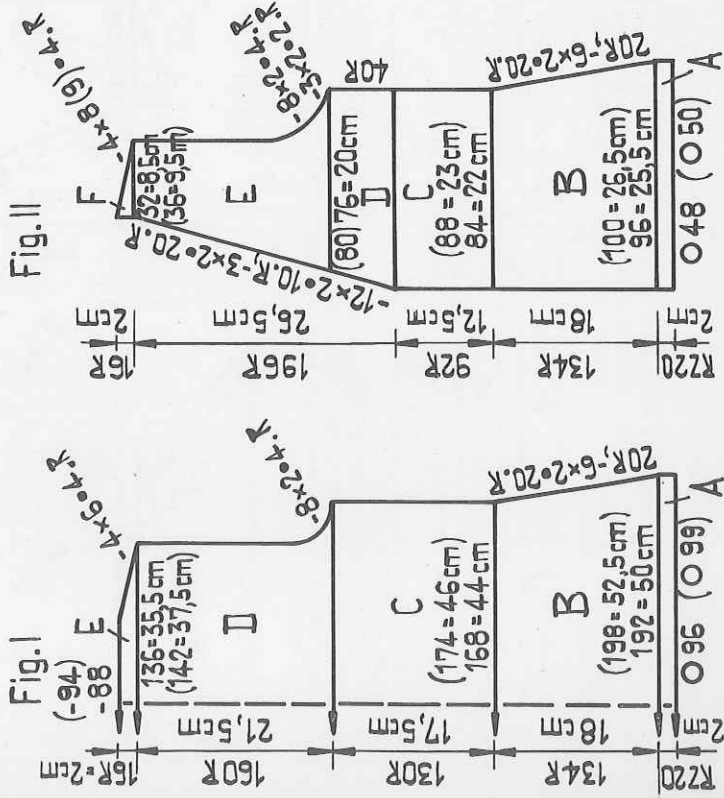 Fig.I
(-94)
-88
E
-4×6•4.R
136=35,5cm
(142=37,5cm)
D
-8×2•4.R
C
(174=46cm)
168=44cm
20R,-6×2•20.R
B
(198=52,5cm)
192=50cm
A
O96 (O99)
16R=2cm
160R
21,5cm
130R
17,5cm
134R
18cm
RZ20
2cm
Fig.II
F
-4×8(9)•4.R
(32=8,5cm
(36=9,5m)
E
-12×2•10.R,-3×2•20.R
-8×2•4.R
-3×2•2.R
40R
(80)76=20cm
D
C
(88=23cm)
84=22cm
20R,-6×2•20.R
B
(100=26,5cm)
96=25,5cm
A
O48 (O50)
16R
2cm
196R
26,5cm
92R
12,5cm
134R
18cm
RZ20
2cm